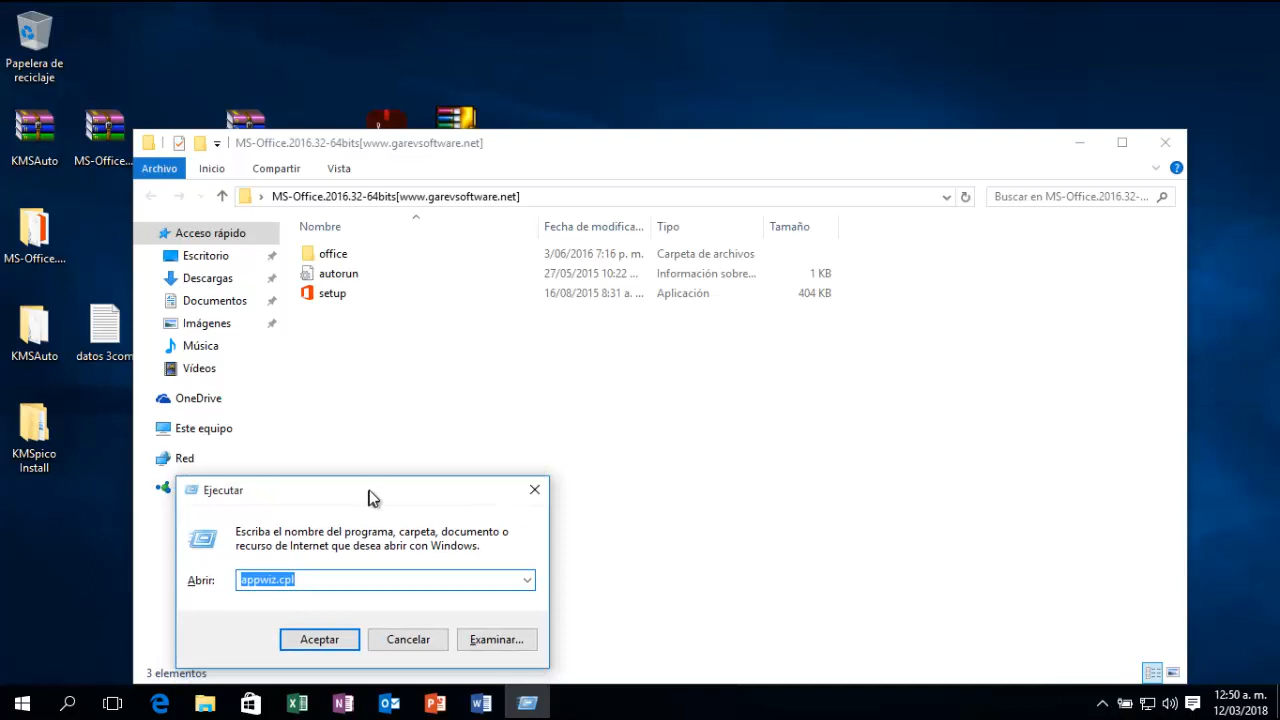 Papelera de
reciclaje
KMSAuto
MS-Office...
MS-Office....
KMSAuto
datos 3com
KMSpico
Install
MS-Office.2016.32-64bits[www.garevsoftware.net]
Archivo
Inicio
Compartir
Vista
MS-Office.2016.32-64bits[www.garevsoftware.net]
Buscar en MS-Office.2016.32-...
Nombre
Fecha de modifica...
Tipo
Tamaño
Acceso rápido
Escritorio
Descargas
Documentos
Imágenes
Música
Vídeos
OneDrive
Este equipo
Red
office
3/06/2016 7:16 p. m.
Carpeta de archivos
autorun
27/05/2015 10:22 ...
Información sobre...
1 KB
setup
16/08/2015 8:31 a. ...
Aplicación
404 KB
Ejecutar
Escriba el nombre del programa, carpeta, documento o
recurso de Internet que desea abrir con Windows.
Abrir:
appwiz.cpl
Aceptar
Cancelar
Examinar...
3 elementos
12:50 a. m.
12/03/2018